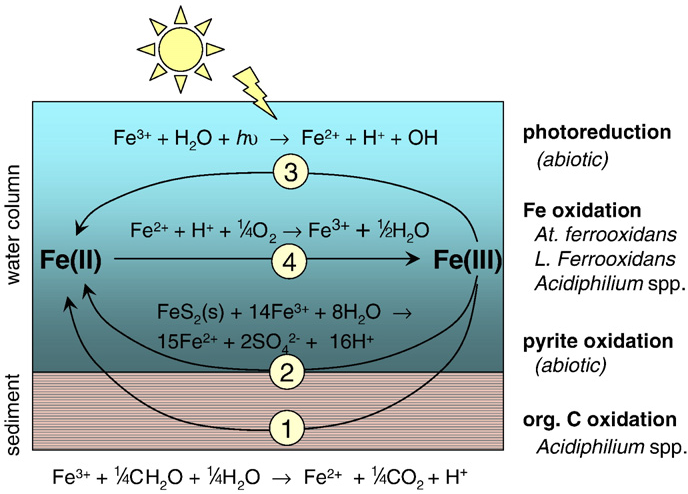 Fe³⁺ + H₂O + hυ → Fe²⁺ + H⁺ + OH
photoreduction
(abiotic)
3
water column
Fe oxidation
At. ferrooxidans
L. Ferrooxidans
Acidiphilium spp.
Fe²⁺ + H⁺ + ¼O₂ → Fe³⁺ + ½H₂O
Fe(II)
4
Fe(III)
FeS₂(s) + 14Fe³⁺ + 8H₂O →
15Fe²⁺ + 2SO₄²⁻ + 16H⁺
pyrite oxidation
(abiotic)
2
sediment
1
org. C oxidation
Acidiphilium spp.
Fe³⁺ + ¼CH₂O + ¼H₂O → Fe²⁺ + ¼CO₂ + H⁺